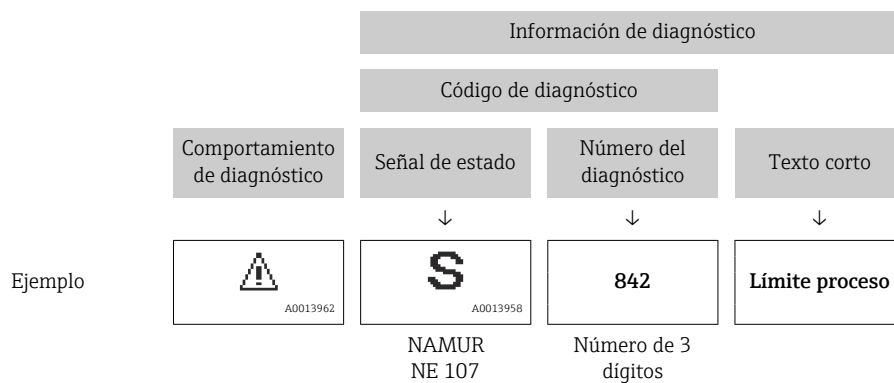 Información de diagnóstico
Código de diagnóstico
Comportamiento
de diagnóstico
Señal de estado
Número del
diagnóstico
Texto corto
↓ ↓ ↓
Ejemplo
A0013962
S
A0013958
842
Límite proceso
NAMUR
NE 107
Número de 3
dígitos